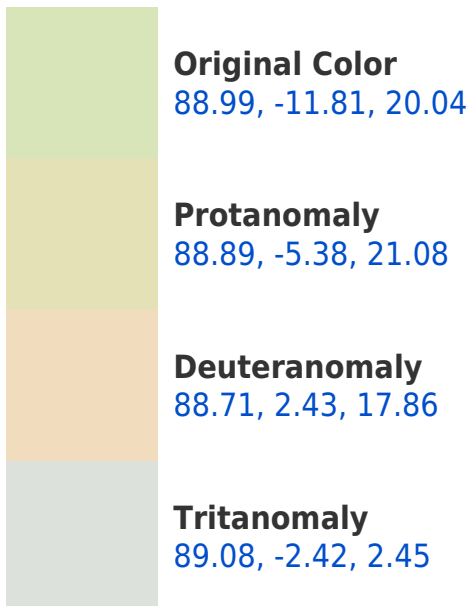 Original Color
88.99, -11.81, 20.04
Protanomaly
88.89, -5.38, 21.08
Deuteranomaly
88.71, 2.43, 17.86
Tritanomaly
89.08, -2.42, 2.45